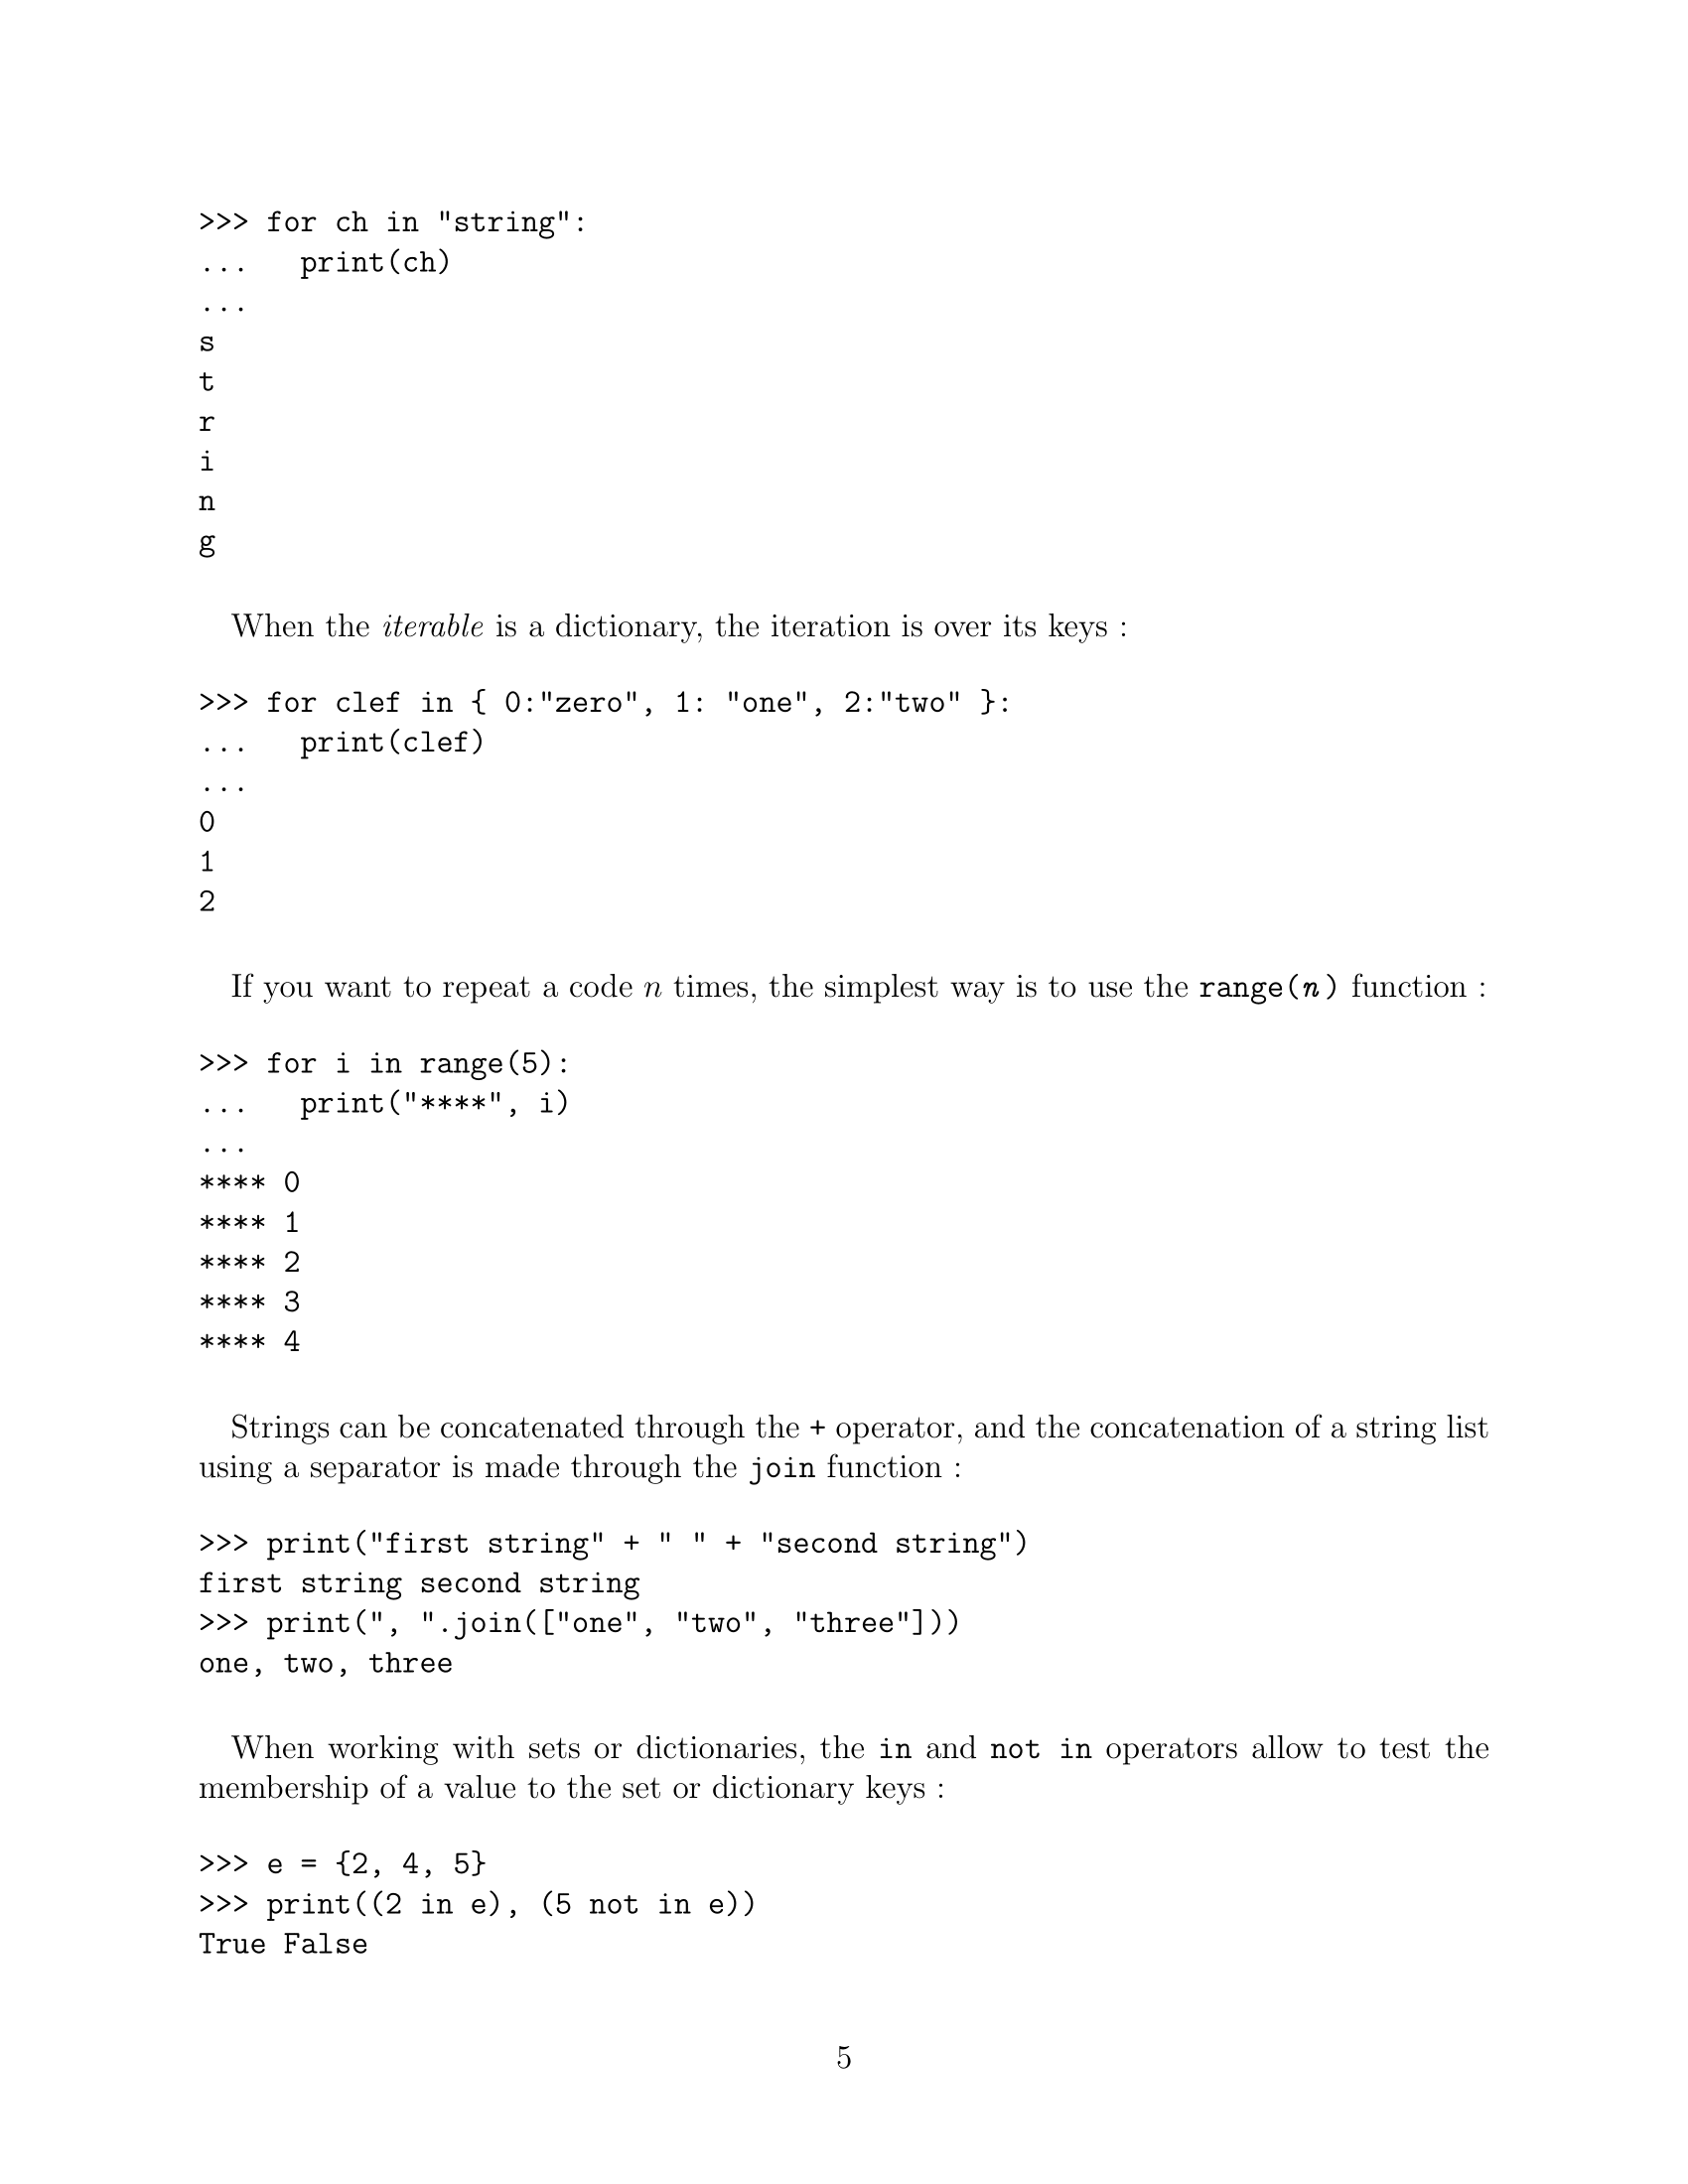 >>> for ch in "string":
...   print(ch)
...
s
t
r
i
n
g
When the iterable is a dictionary, the iteration is over its keys :
>>> for clef in { 0:"zero", 1: "one", 2:"two" }:
...   print(clef)
...
0
1
2
If you want to repeat a code n times, the simplest way is to use the range(n) function :
>>> for i in range(5):
...   print("****", i)
...
**** 0
**** 1
**** 2
**** 3
**** 4
Strings can be concatenated through the + operator, and the concatenation of a string list
using a separator is made through the join function :
>>> print("first string" + " " + "second string")
first string second string
>>> print(", ".join(["one", "two", "three"]))
one, two, three
When working with sets or dictionaries, the in and not in operators allow to test the
membership of a value to the set or dictionary keys :
>>> e = {2, 4, 5}
>>> print((2 in e), (5 not in e))
True False
5